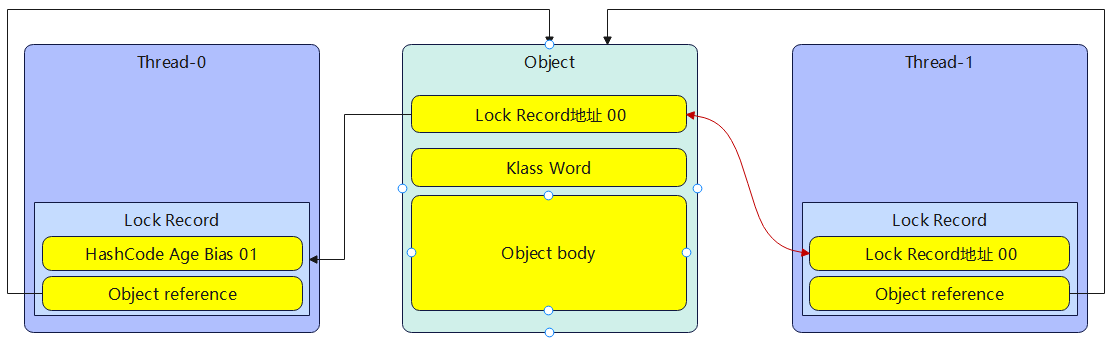 Thread-0
Lock Record
HashCode Age Bias 01
Object reference
Object
Lock Record地址 00
Klass Word
Object body
Thread-1
Lock Record
Lock Record地址 00
Object reference